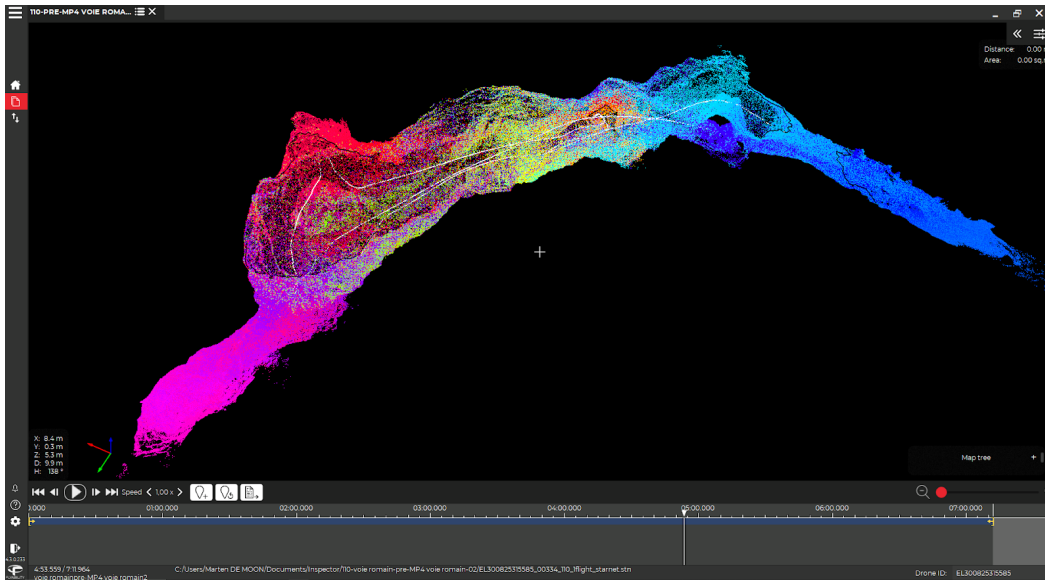 110-PRE-MP4 VOIE ROMA...
Distance: 0.00
Area: 0.00 sq.
X: 8.4 m
Y: 0.3 m
Z: 5.3 m
D: 9.9 m
H: 138 °
Map tree +
Speed 1,00 x
01:00.000 02:00.000 03:00.000 04:00.000 05:00.000 06:00.000 07:00.000
4.3.0.233
4:53.559 / 7:11.964 C:/Users/Marten DE MOON/Documents/Inspector/110-voie romain-pre-MP4 voie romain-02/EL300825315585_00334_110_1flight_starnet.stn
voie romainpre-MP4 voie romain2
Drone ID: EL300825315585